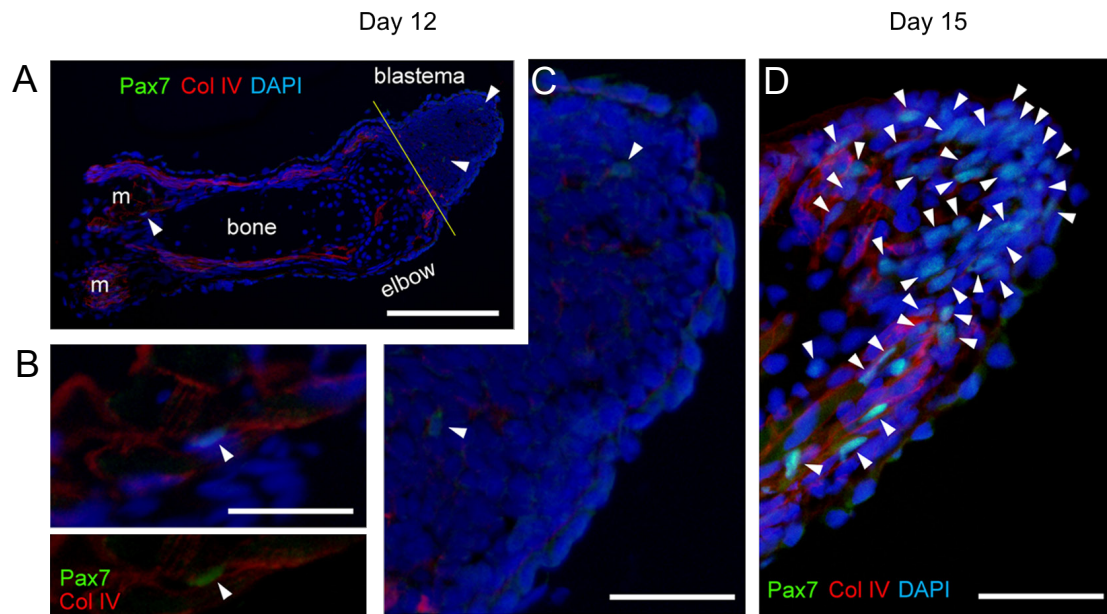 Day 12
Day 15
A
Pax7 Col IV DAPI
blastema
m
bone
m
elbow
B
Pax7
Col IV
C
D
Pax7 Col IV DAPI